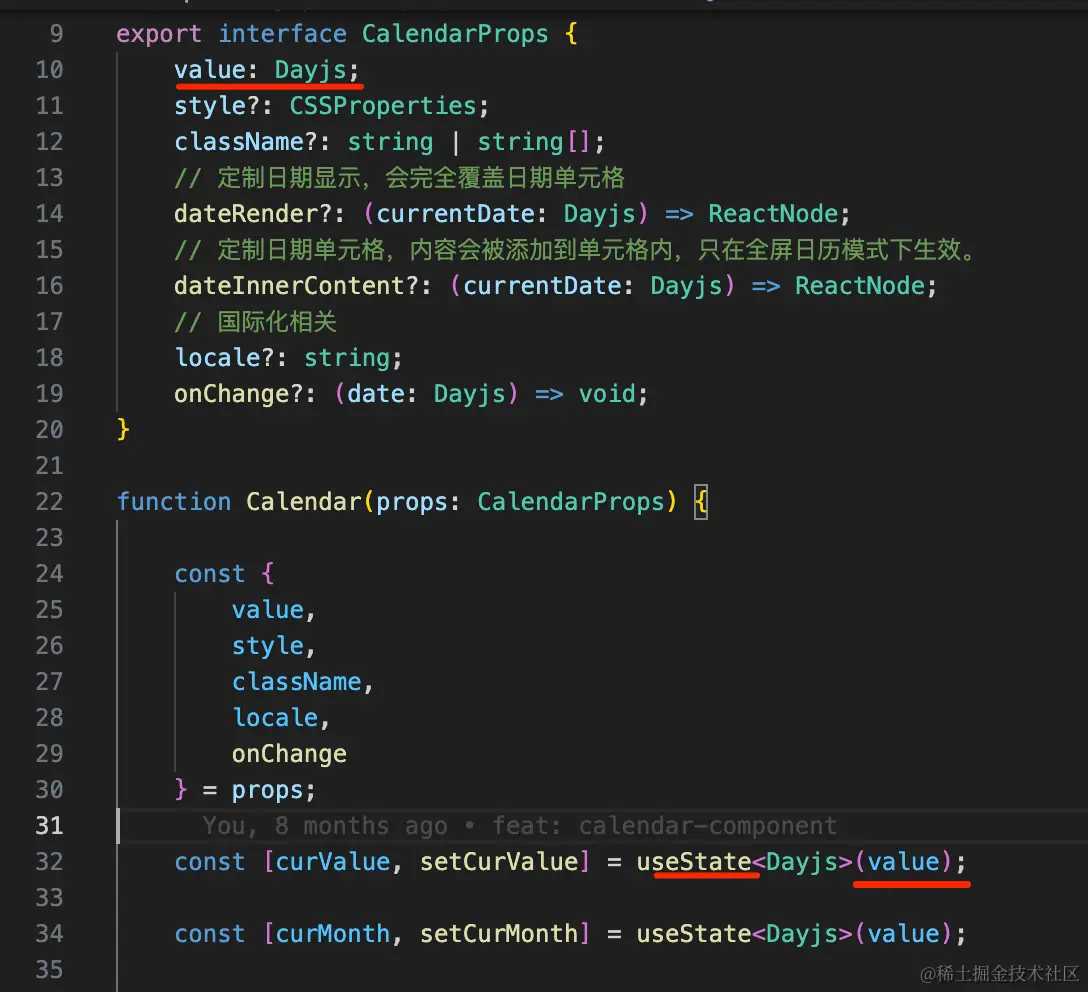 9 export interface CalendarProps {
10 value: Dayjs;
11 style?: CSSProperties;
12 className?: string | string[];
13 // 定制日期显示，会完全覆盖日期单元格
14 dateRender?: (currentDate: Dayjs) => ReactNode;
15 // 定制日期单元格，内容会被添加到单元格内，只在全屏日历模式下生效。
16 dateInnerContent?: (currentDate: Dayjs) => ReactNode;
17 // 国际化相关
18 locale?: string;
19 onChange?: (date: Dayjs) => void;
20 }
21
22 function Calendar(props: CalendarProps) {
23
24 const {
25 value,
26 style,
27 className,
28 locale,
29 onChange
30 } = props;
31 You, 8 months ago • feat: calendar-component
32 const [curValue, setCurValue] = useState<Dayjs>(value);
33
34 const [curMonth, setCurMonth] = useState<Dayjs>(value);
35
@稀土掘金技术社区